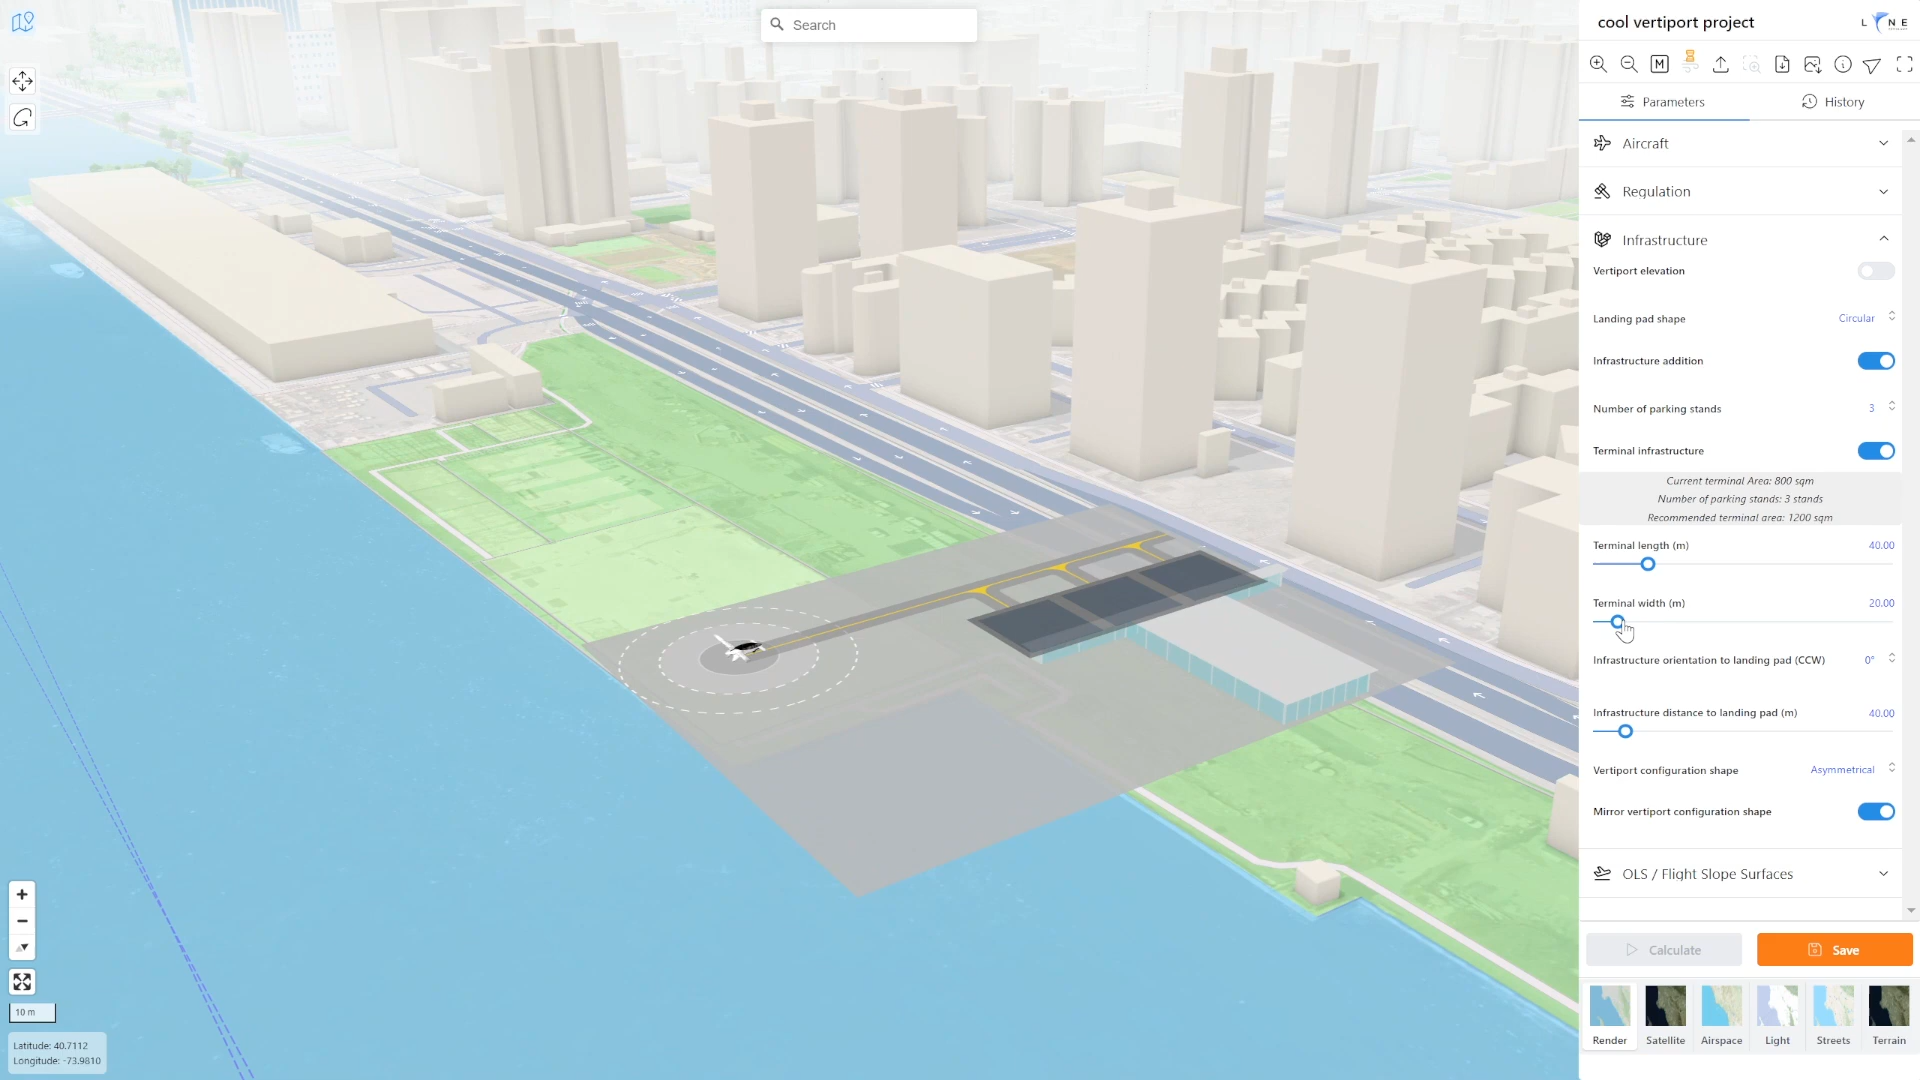 Search
cool vertiport project
L Y N E
M
Parameters
History
Aircraft
Regulation
Infrastructure
Vertiport elevation
Landing pad shape
Circular
Infrastructure addition
Number of parking stands
3
Terminal infrastructure
Current terminal Area: 800 sqm
Number of parking stands: 3 stands
Recommended terminal area: 1200 sqm
Terminal length (m)
40.00
Terminal width (m)
20.00
Infrastructure orientation to landing pad (CCW)
0°
Infrastructure distance to landing pad (m)
40.00
Vertiport configuration shape
Asymmetrical
Mirror vertiport configuration shape
OLS / Flight Slope Surfaces
Calculate
Save
10 m
Latitude: 40.7112
Longitude: -73.9810
Render
Satellite
Airspace
Light
Streets
Terrain